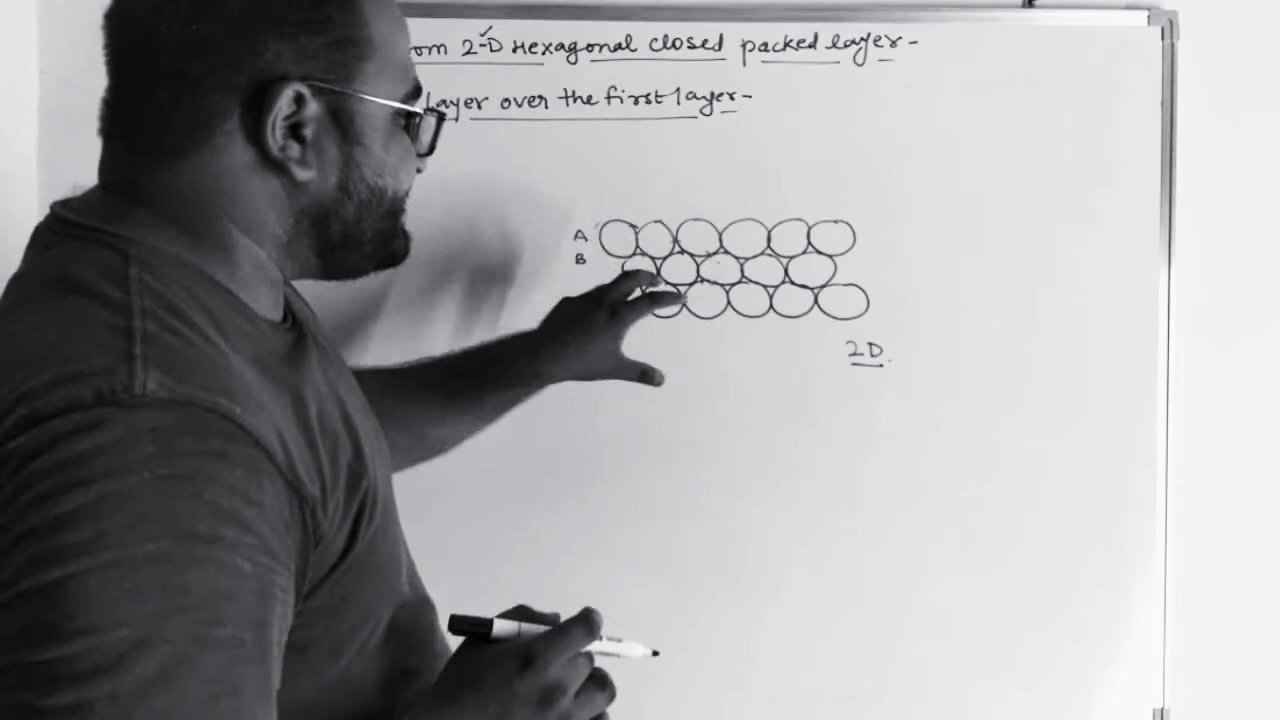 om 2-D Hexagonal closed packed layer-
layer over the first layer-
A
B
2D.